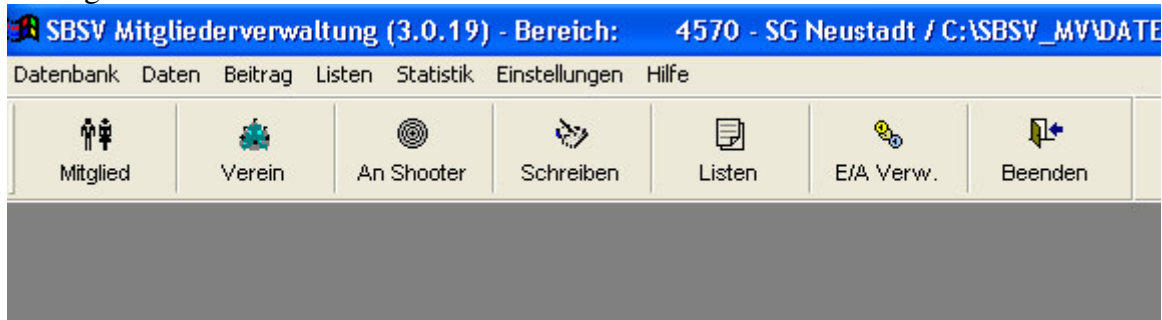 SBSV Mitgliederverwaltung (3.0.19) - Bereich: 4570 - SG Neustadt / C:\SBSV_MV\DATE
Datenbank Daten Beitrag Listen Statistik Einstellungen Hilfe
Mitglied Verein An Shooter Schreiben Listen E/A Verw. Beenden